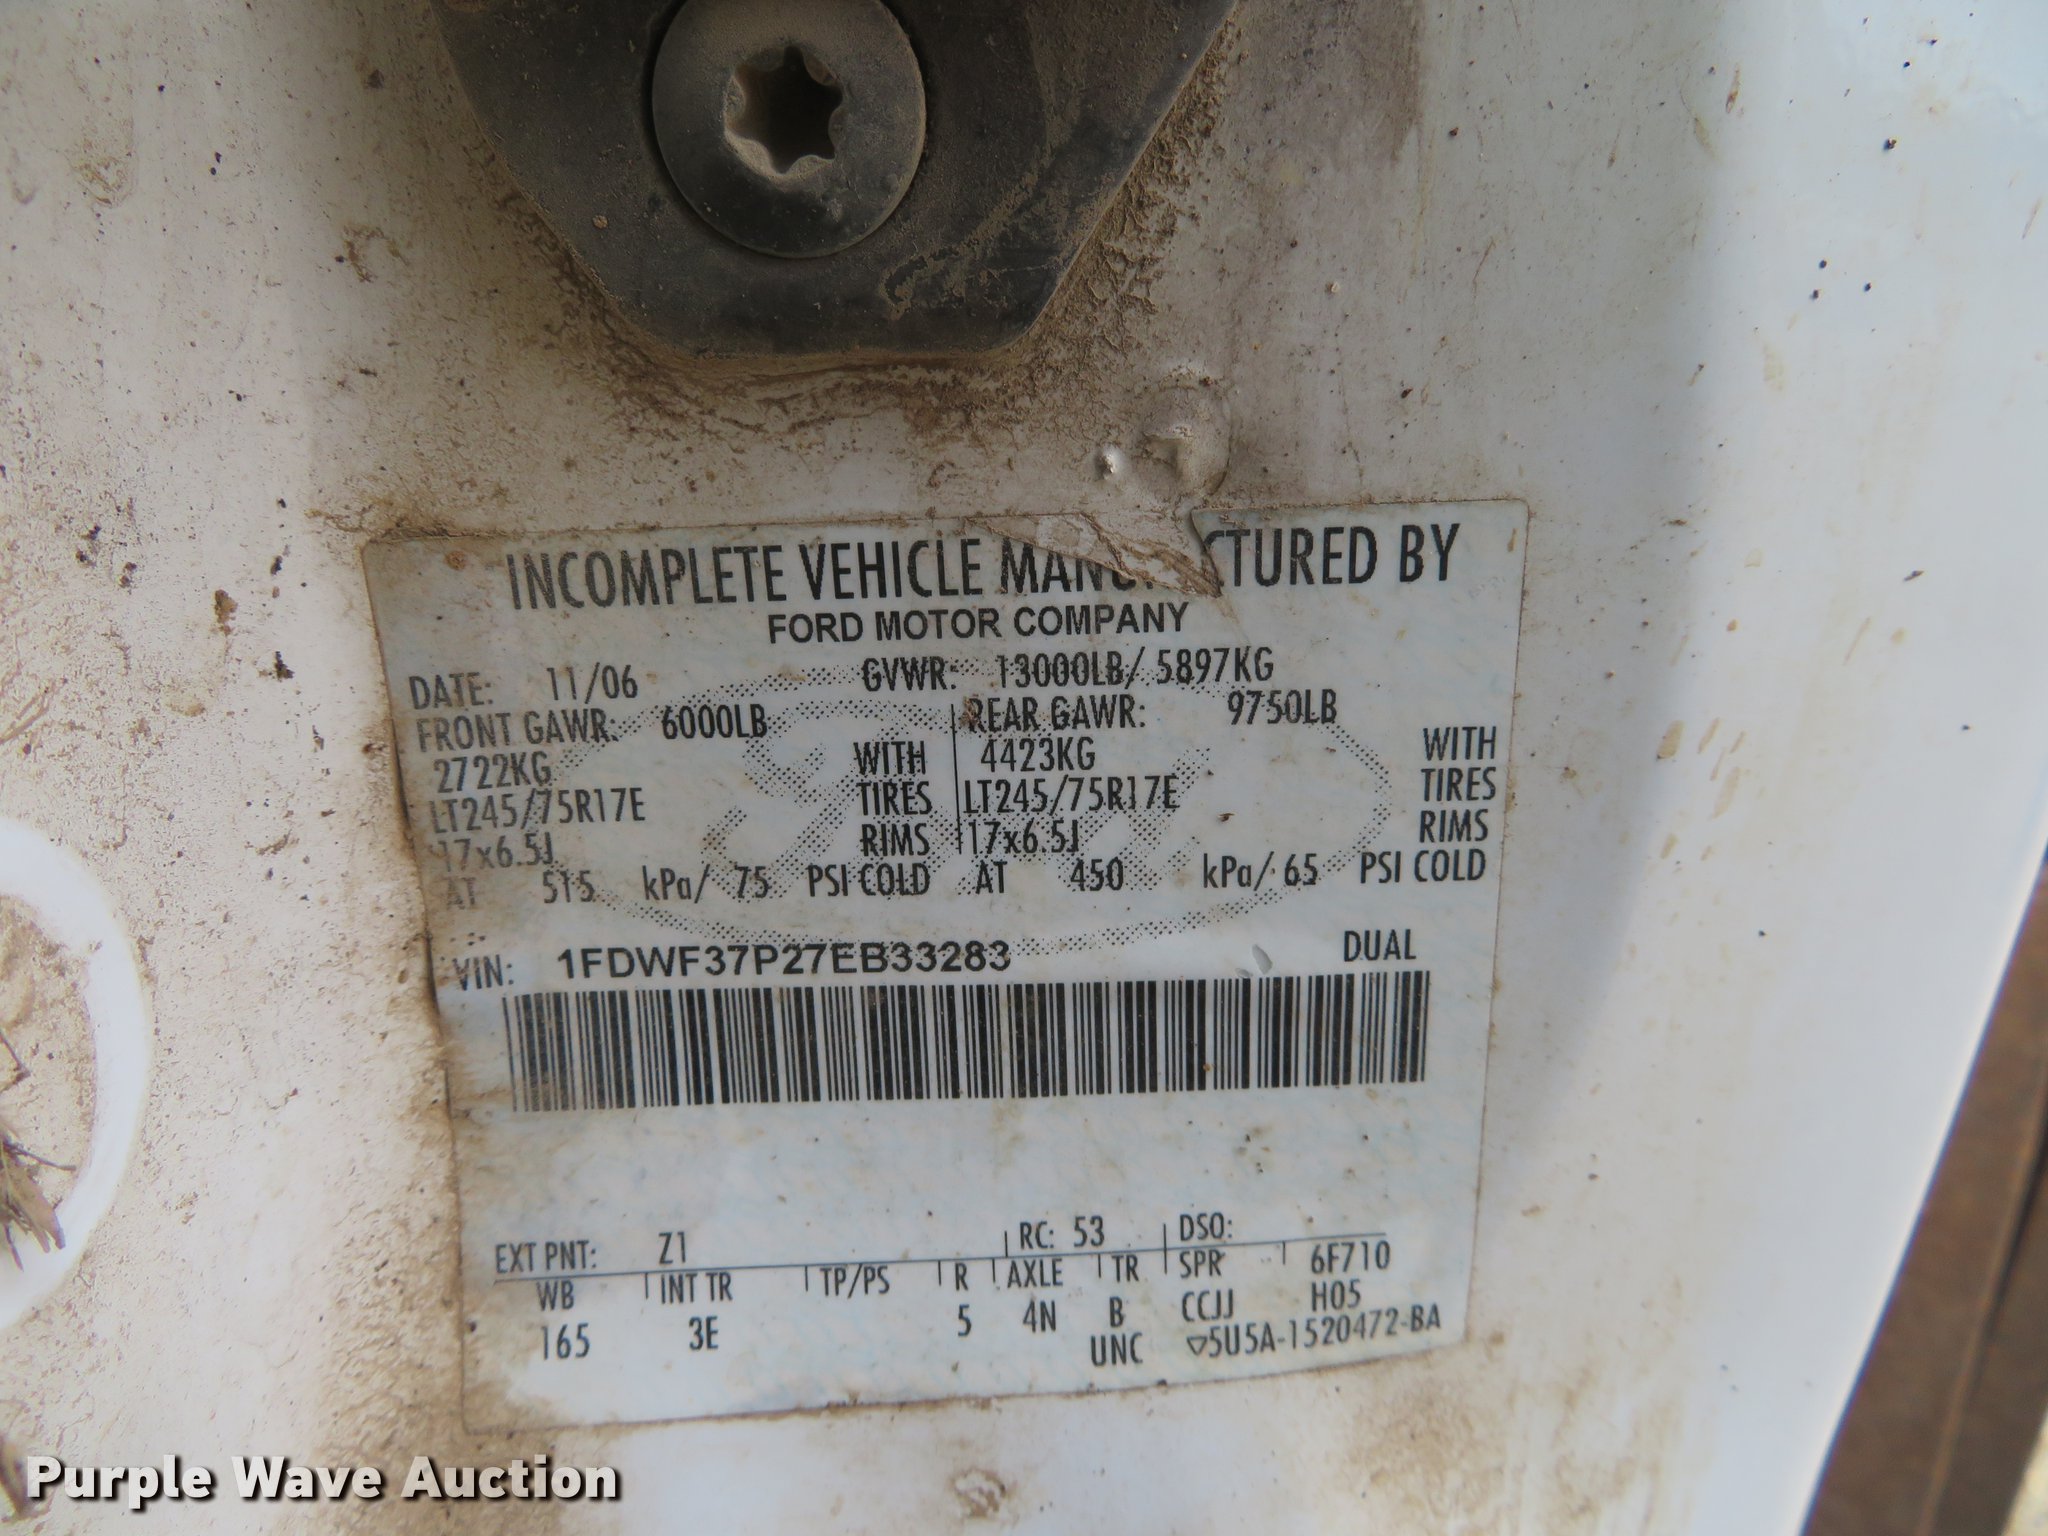 INCOMPLETE VEHICLE MANUFACTURED BY
FORD MOTOR COMPANY
DATE: 11/06 GVWR: 13000LB/ 5897KG
FRONT GAWR: 6000LB REAR GAWR: 9750LB
2722KG WITH 4423KG WITH
LT245/75R17E TIRES LT245/75R17E TIRES
17x6.5J RIMS 17x6.5J RIMS
AT 515 kPa/ 75 PSI COLD AT 450 kPa/ 65 PSI COLD
VIN: 1FDWF37P27EB33283 DUAL
EXT PNT: Z1 RC: 53 DSO:
WB INT TR TP/PS R AXLE TR SPR 6F710
165 3E 5 4N B CCJJ H05
UNC 5U5A-1520472-BA
Purple Wave Auction